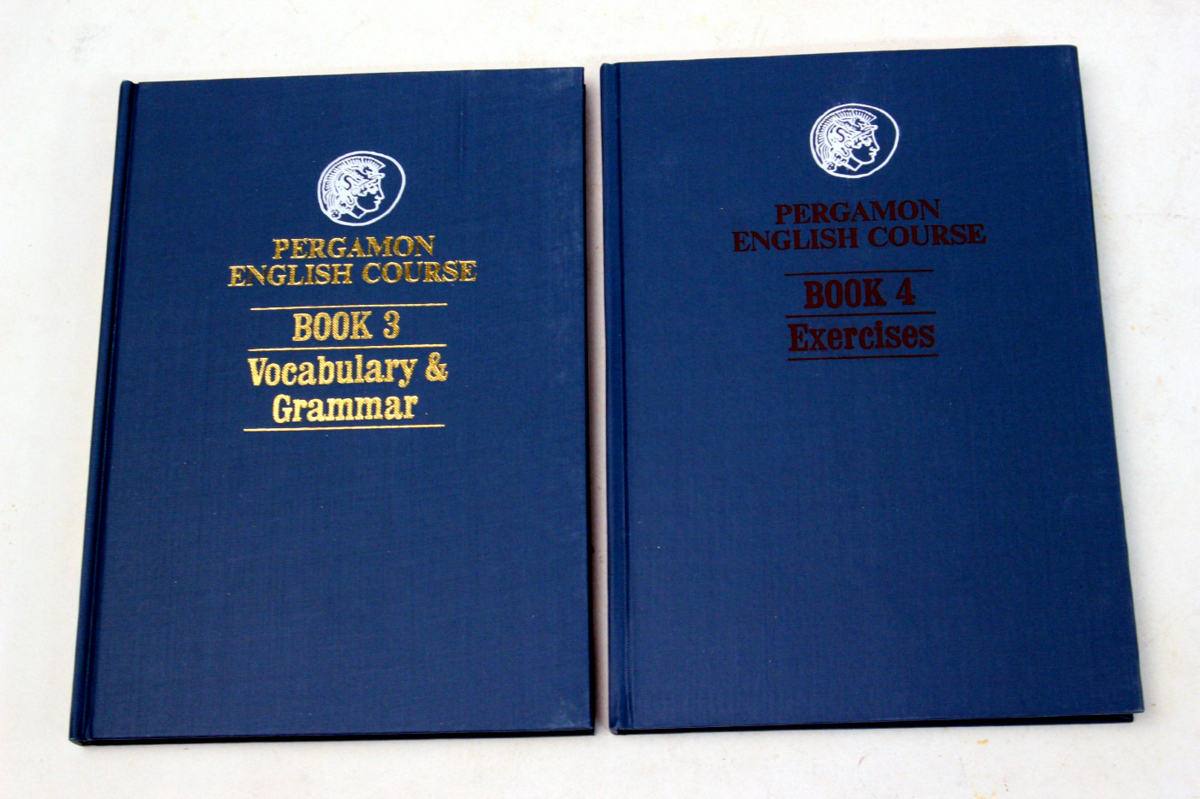 PERGAMON
ENGLISH COURSE
BOOK 3
Vocabulary &
Grammar
PERGAMON
ENGLISH COURSE
BOOK 4
Exercises